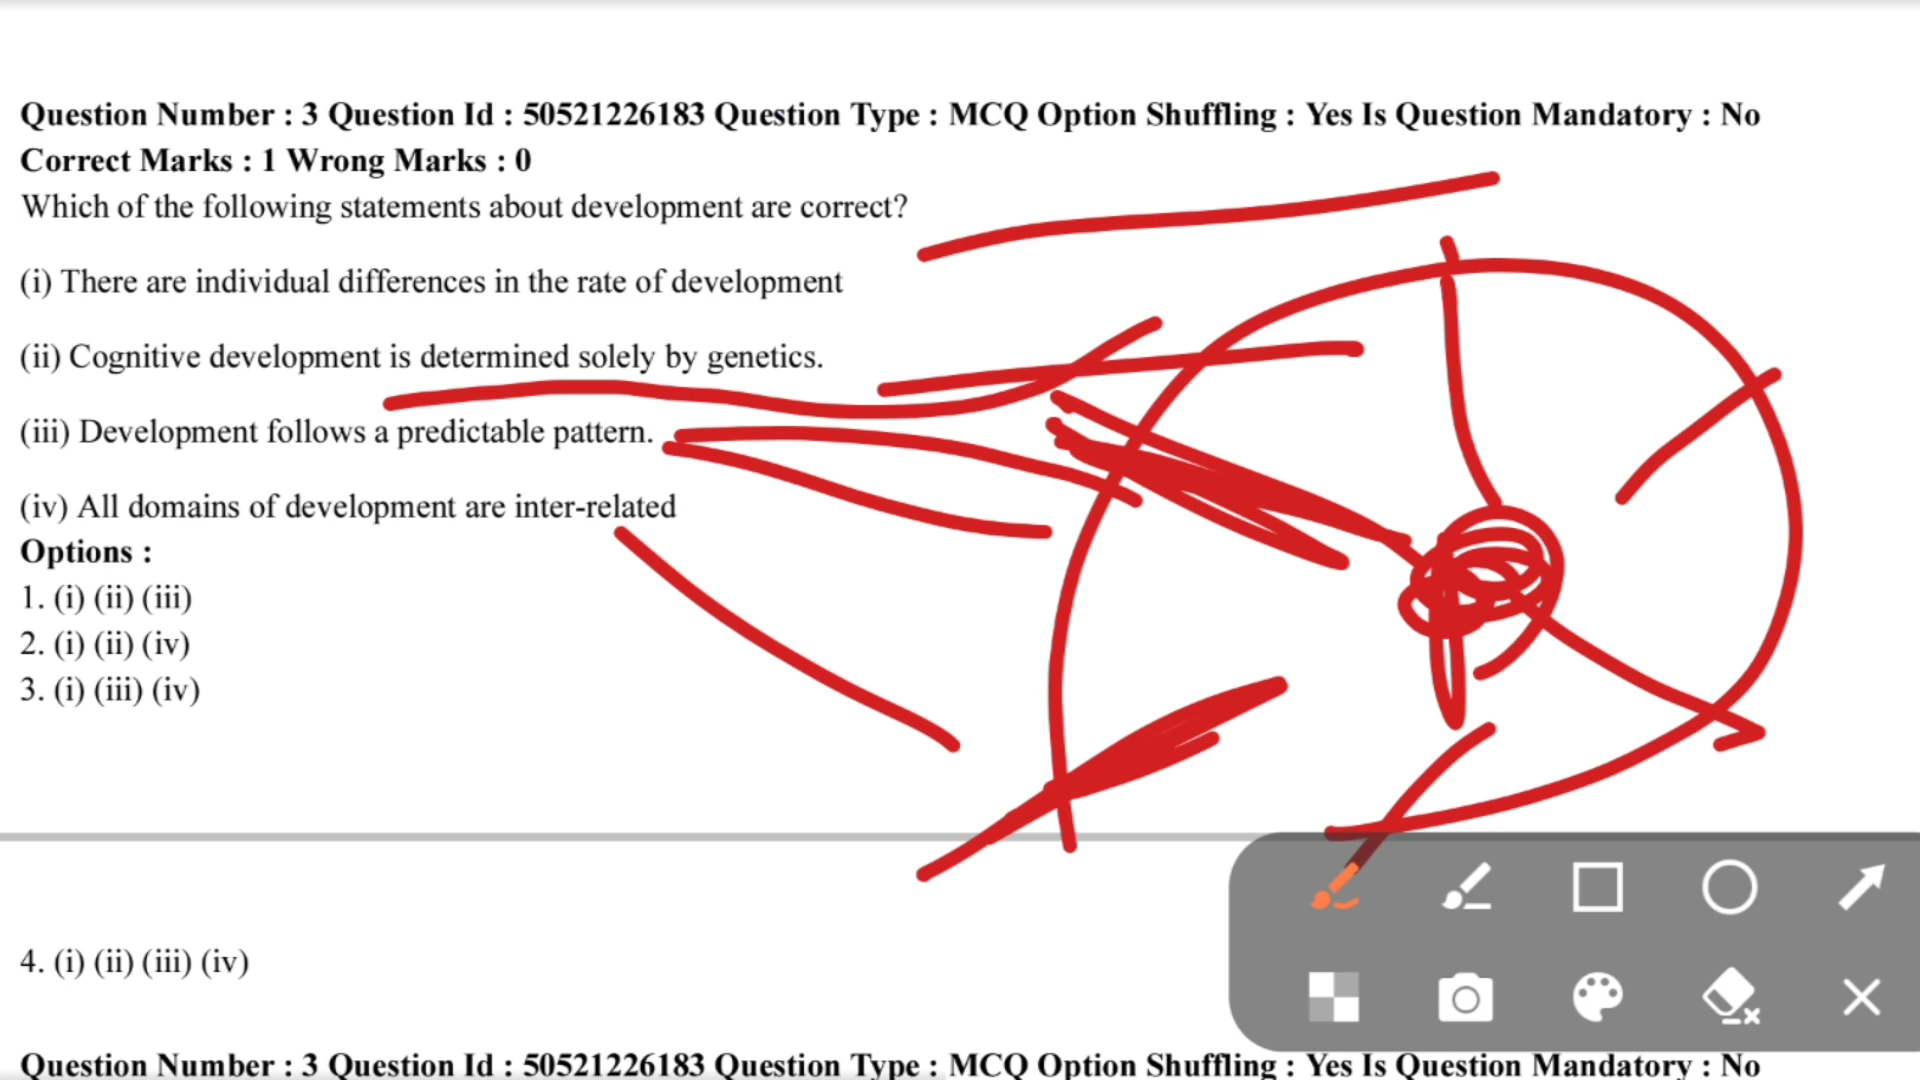 Question Number : 3 Question Id : 50521226183 Question Type : MCQ Option Shuffling : Yes Is Question Mandatory : No
Correct Marks : 1 Wrong Marks : 0
Which of the following statements about development are correct?
(i) There are individual differences in the rate of development
(ii) Cognitive development is determined solely by genetics.
(iii) Development follows a predictable pattern.
(iv) All domains of development are inter-related
Options :
1. (i) (ii) (iii)
2. (i) (ii) (iv)
3. (i) (iii) (iv)
4. (i) (ii) (iii) (iv)
Question Number : 3 Question Id : 50521226183 Question Type : MCQ Option Shuffling : Yes Is Question Mandatory : No